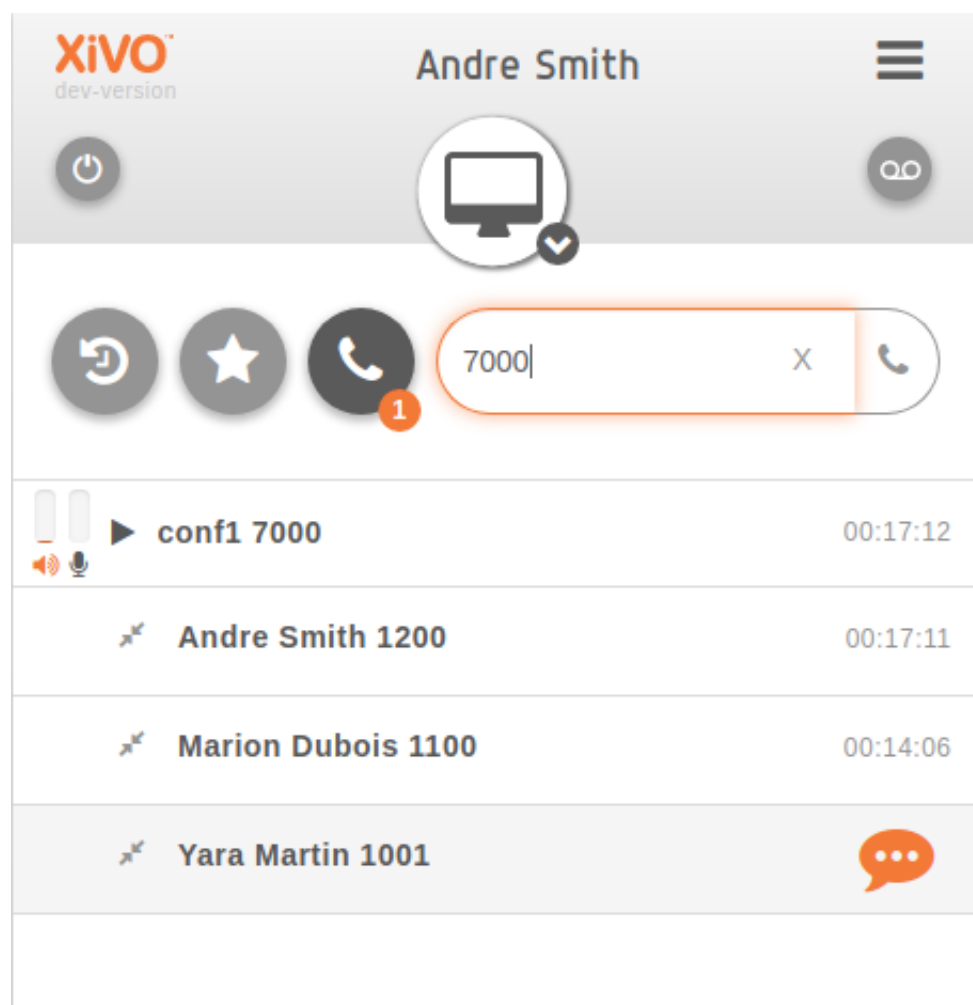 XiVO™
dev-version
Andre Smith
7000
X
1
conf1 7000
00:17:12
Andre Smith 1200
00:17:11
Marion Dubois 1100
00:14:06
Yara Martin 1001